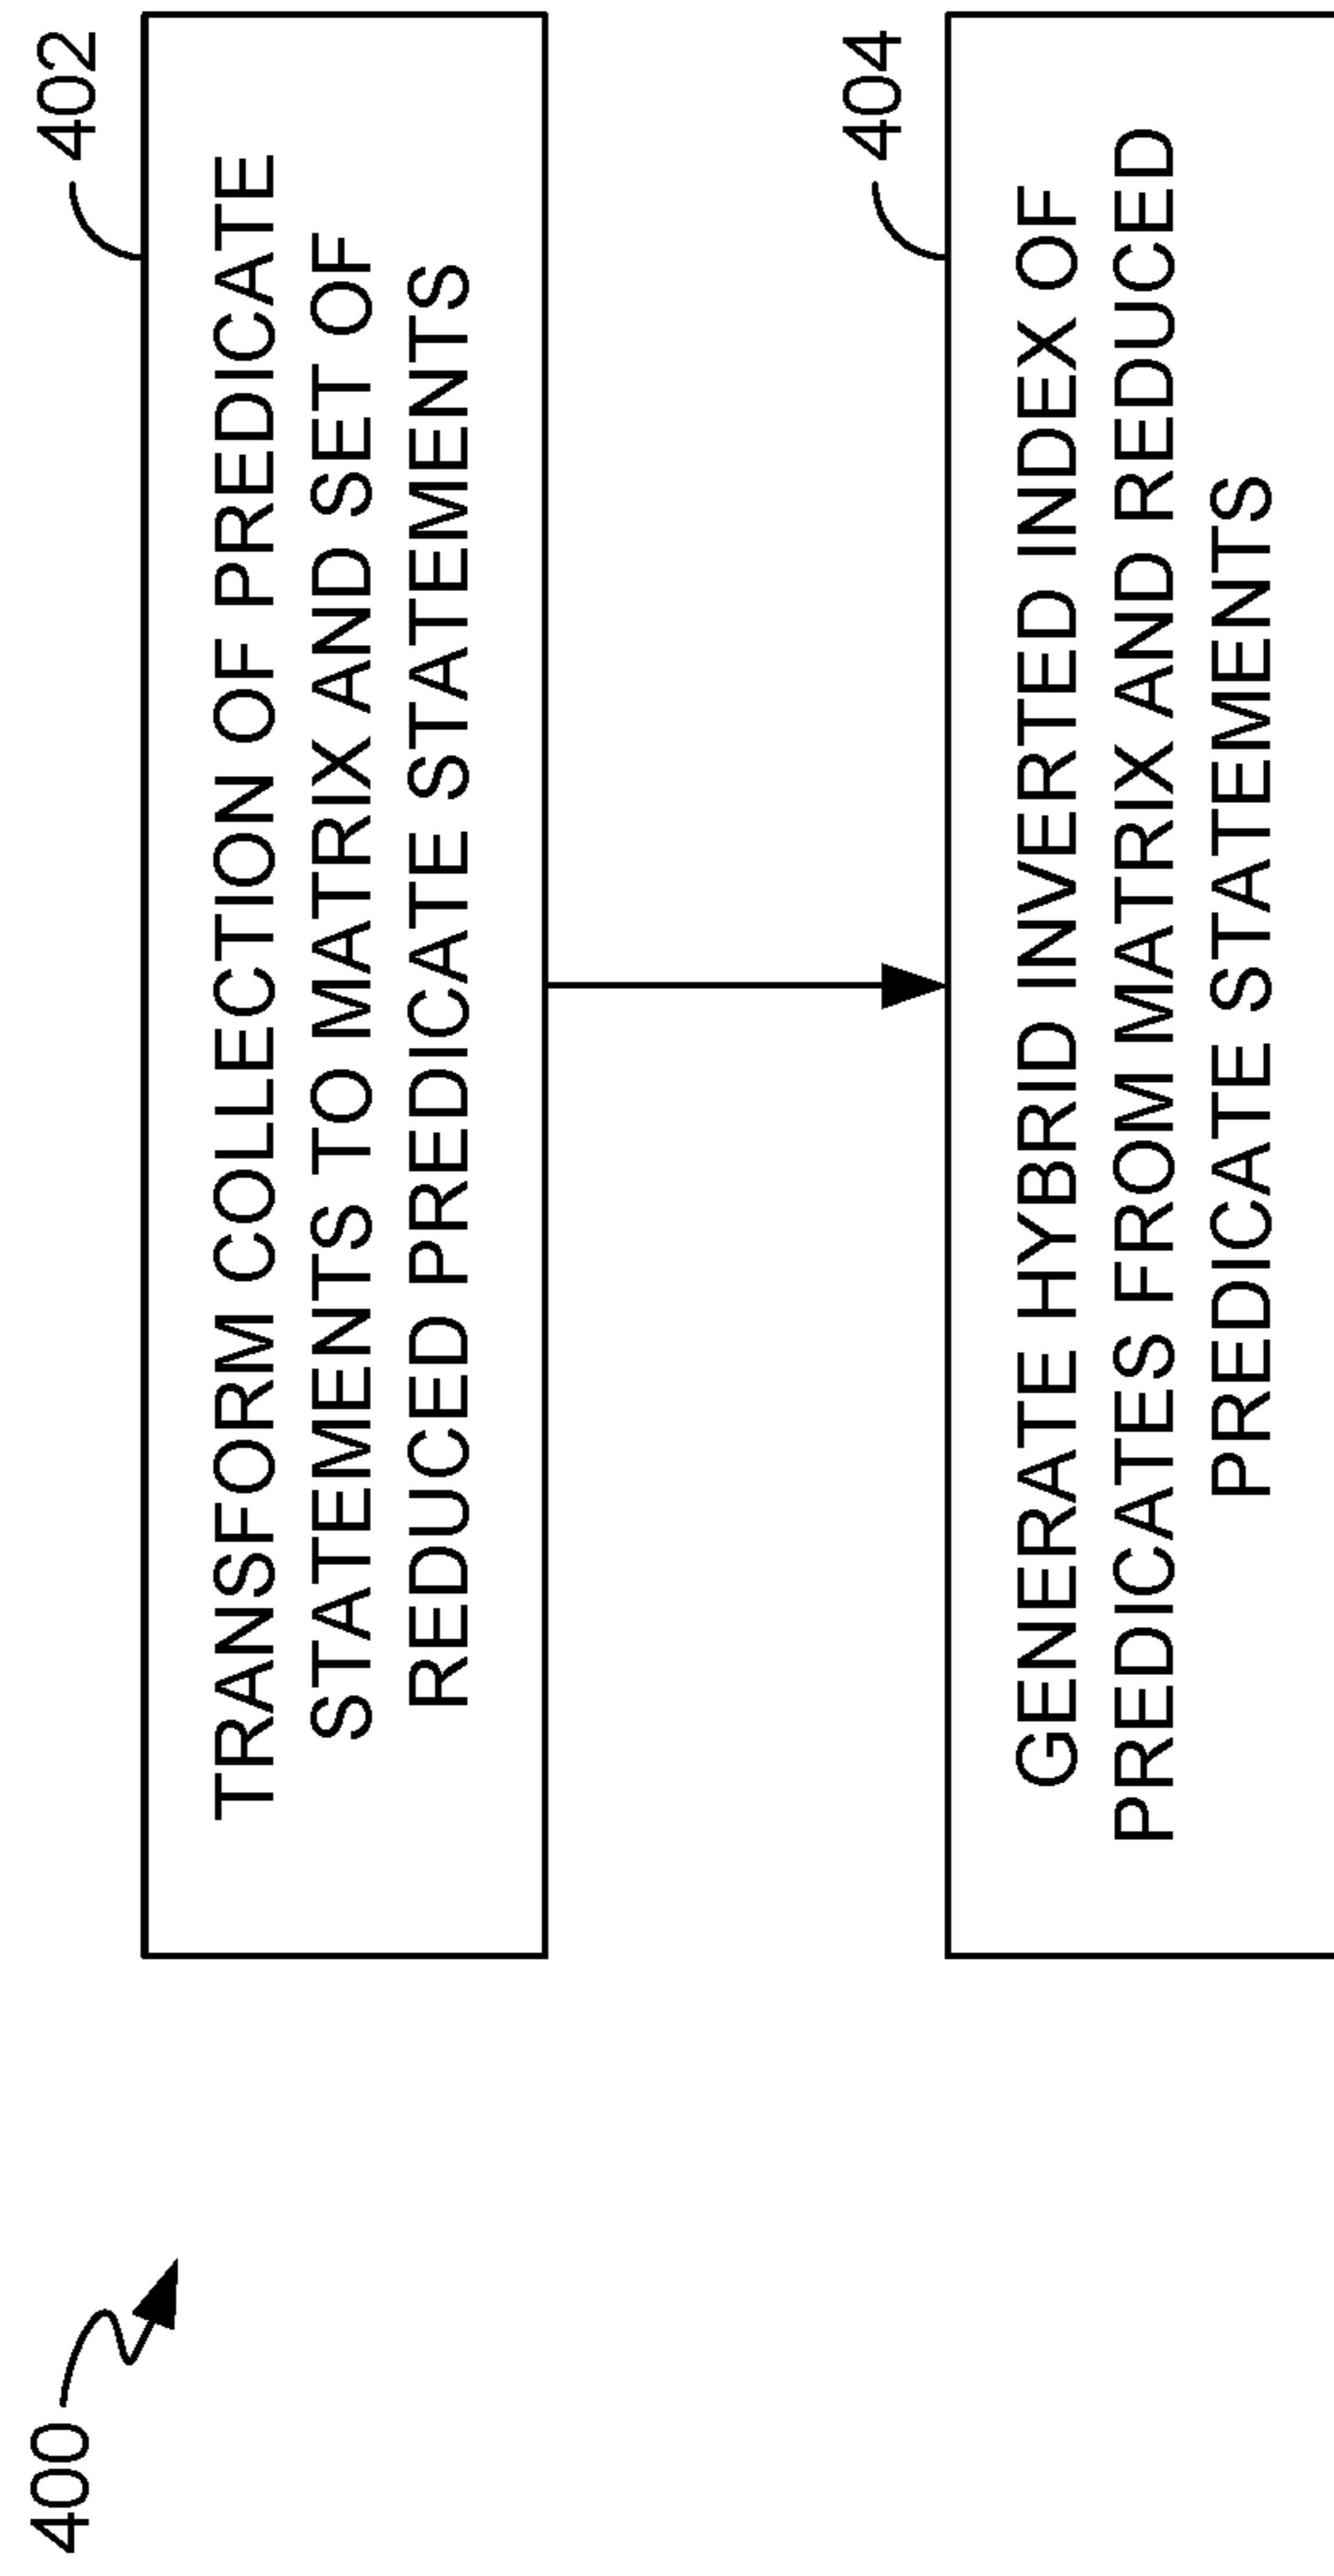 400
402
TRANSFORM COLLECTION OF PREDICATE
STATEMENTS TO MATRIX AND SET OF
REDUCED PREDICATE STATEMENTS
404
GENERATE HYBRID INVERTED INDEX OF
PREDICATES FROM MATRIX AND REDUCED
PREDICATE STATEMENTS